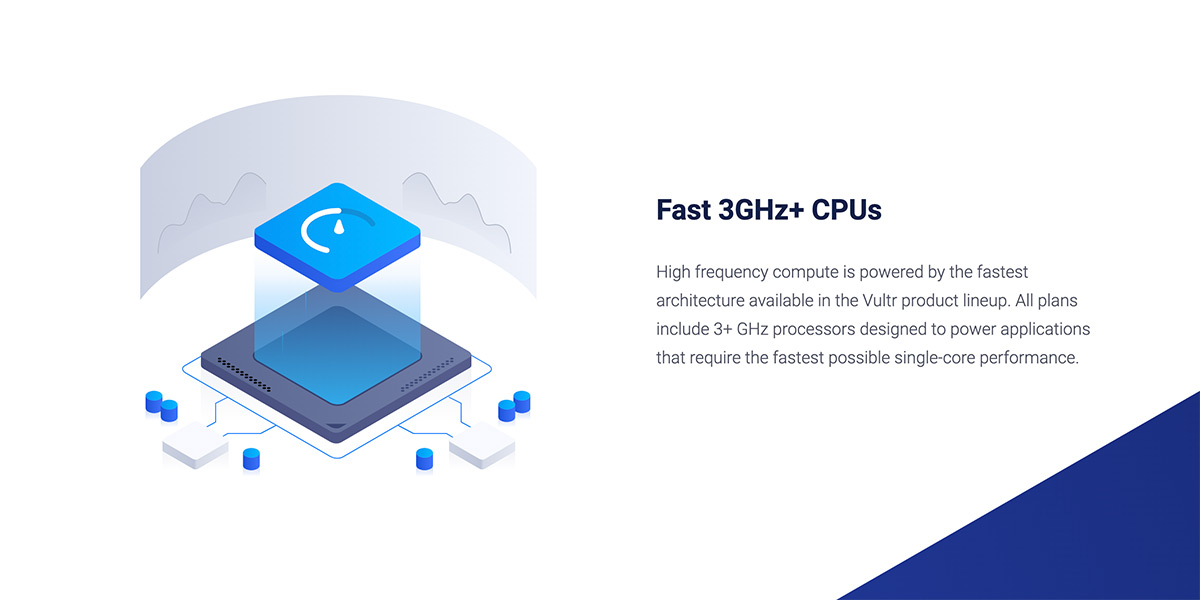 Fast 3GHz+ CPUs
High frequency compute is powered by the fastest
architecture available in the Vultr product lineup. All plans
include 3+ GHz processors designed to power applications
that require the fastest possible single-core performance.